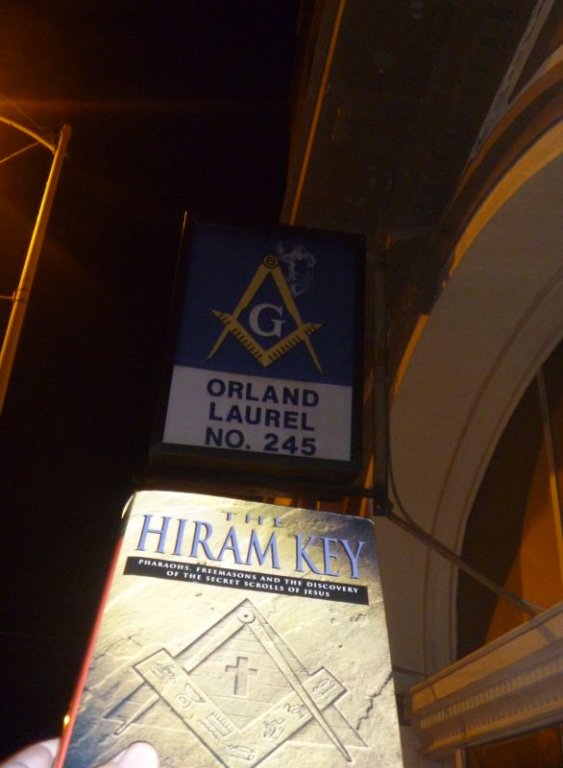 G
ORLAND
LAUREL
NO. 245
THE
HIRAM KEY
PHARAOHS, FREEMASONS AND THE DISCOVERY
OF THE SECRET SCROLLS OF JESUS